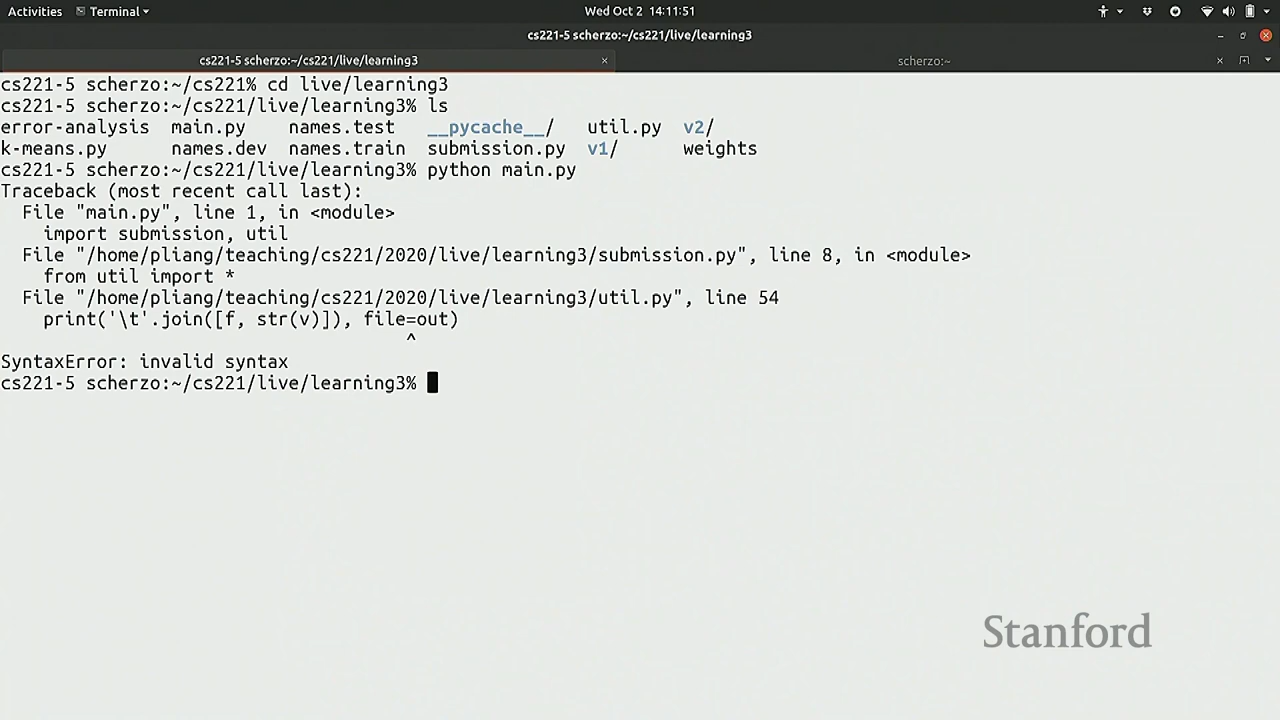 Activities Terminal Wed Oct 2 14:11:51
cs221-5 scherzo:~/cs221/live/learning3
cs221-5 scherzo:~/cs221/live/learning3 × scherzo:~ ×
cs221-5 scherzo:~/cs221% cd live/learning3
cs221-5 scherzo:~/cs221/live/learning3% ls
error-analysis main.py names.test __pycache__/ util.py v2/
k-means.py names.dev names.train submission.py v1/ weights
cs221-5 scherzo:~/cs221/live/learning3% python main.py
Traceback (most recent call last):
File "main.py", line 1, in <module>
import submission, util
File "/home/pliang/teaching/cs221/2020/live/learning3/submission.py", line 8, in <module>
from util import *
File "/home/pliang/teaching/cs221/2020/live/learning3/util.py", line 54
print('\t'.join([f, str(v)]), file=out)
^
SyntaxError: invalid syntax
cs221-5 scherzo:~/cs221/live/learning3%
Stanford